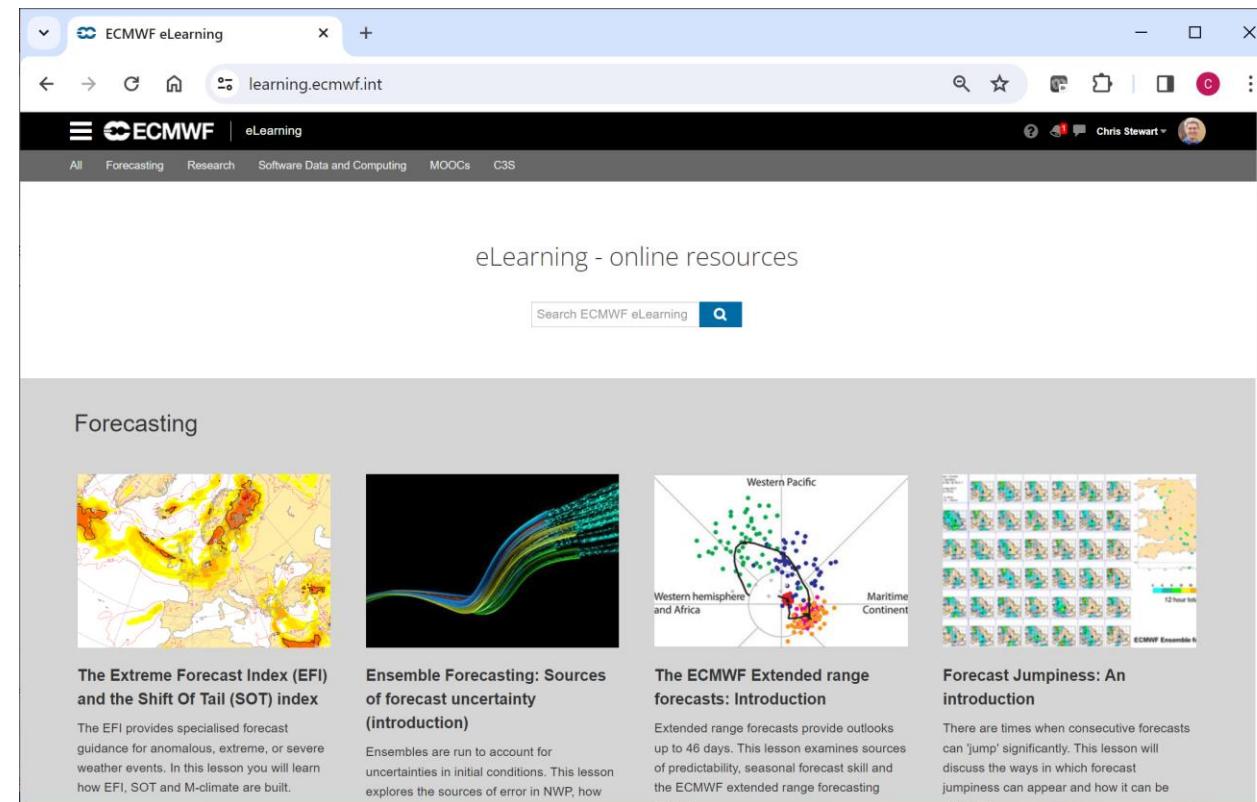 ECMWF eLearning
learning.ecmwf.int
C
ECMWF eLearning
1
Chris Stewart
All Forecasting Research Software Data and Computing MOOCs C3S
eLearning - online resources
Search ECMWF eLearning
Forecasting
Western Pacific
Western hemisphere
and Africa
Maritime
Continent
The Extreme Forecast Index (EFI)
and the Shift Of Tail (SOT) index
The EFI provides specialised forecast
guidance for anomalous, extreme, or severe
weather events. In this lesson you will learn
how EFI, SOT and M-climate are built.
Ensemble Forecasting: Sources
of forecast uncertainty
(introduction)
Ensembles are run to account for
uncertainties in initial conditions. This lesson
explores the sources of error in NWP, how
The ECMWF Extended range
forecasts: Introduction
Extended range forecasts provide outlooks
up to 46 days. This lesson examines sources
of predictability, seasonal forecast skill and
the ECMWF extended range forecasting
12 hour
ECMWF Ensemble
Forecast Jumpiness: An
introduction
There are times when consecutive forecasts
can 'jump' significantly. This lesson will
discuss the ways in which forecast
jumpiness can appear and how it can be